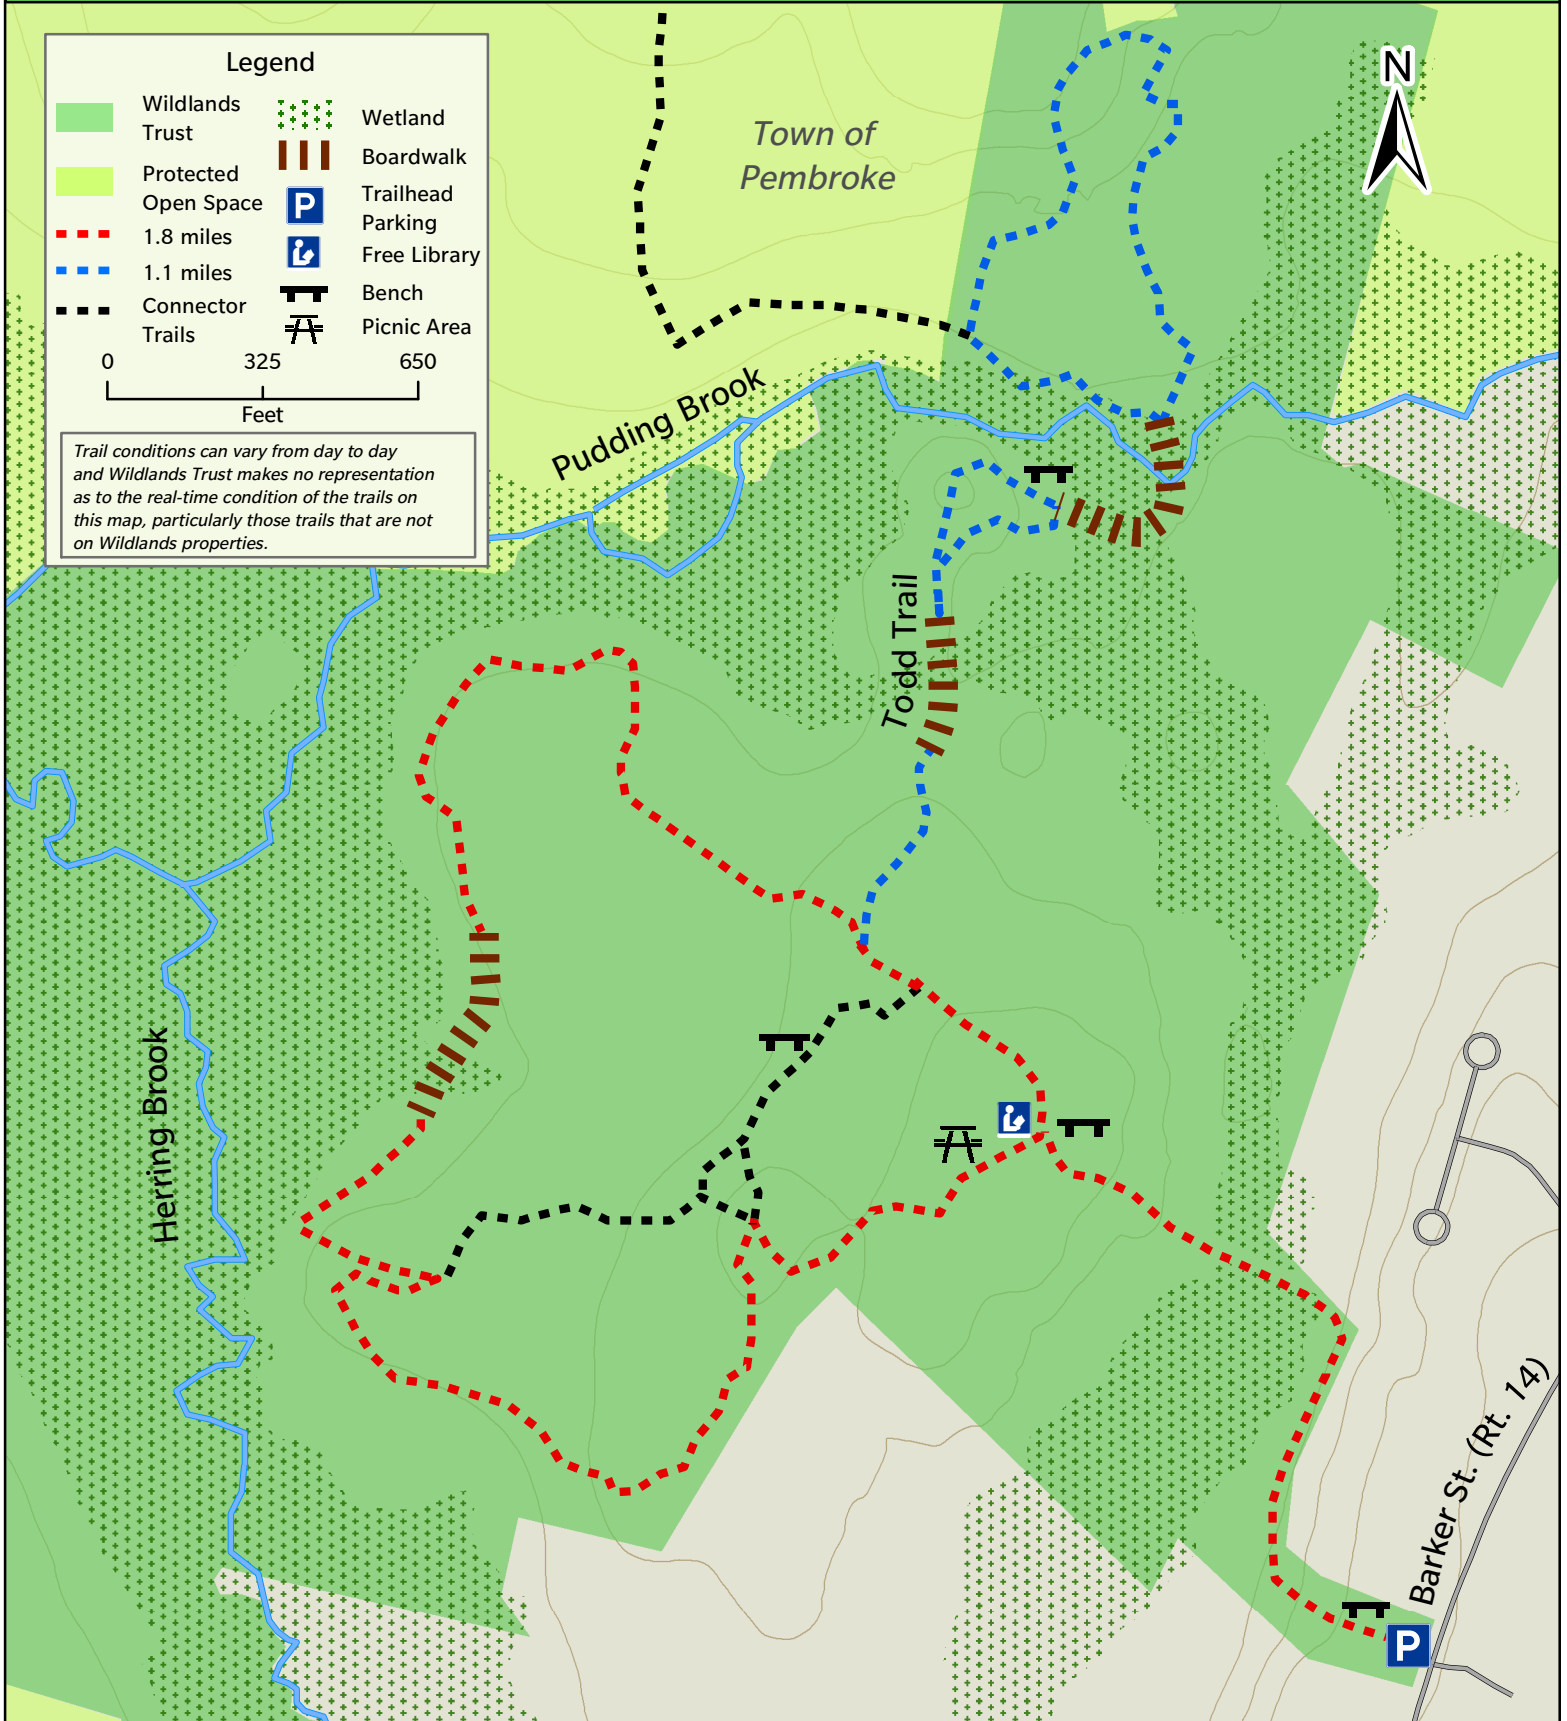 Legend
Wildlands
Trust
Protected
Open Space
1.8 miles
1.1 miles
Connector
Trails
Wetland
Boardwalk
P
Trailhead
Parking
Free Library
Bench
Picnic Area
0 325 650
Feet
Trail conditions can vary from day to day
and Wildlands Trust makes no representation
as to the real-time condition of the trails on
this map, particularly those trails that are not
on Wildlands properties.
Town of
Pembroke
N
Pudding Brook
Todd Trail
Herring Brook
Barker St. (Rt. 14)
P